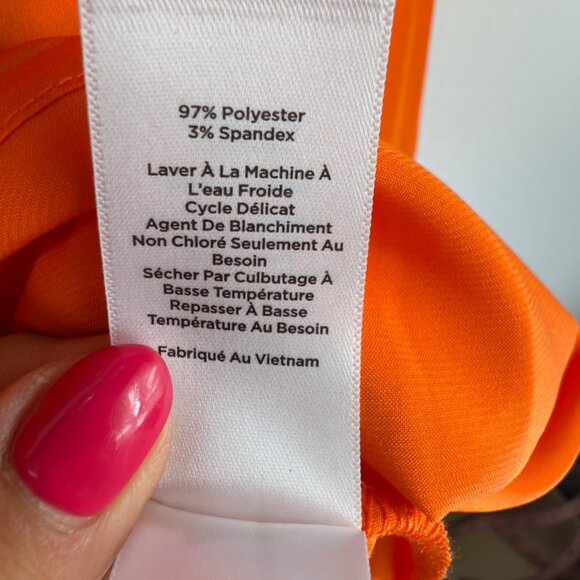 97% Polyester
3% Spandex
Laver À La Machine À
L'eau Froide
Cycle Délicat
Agent De Blanchiment
Non Chloré Seulement Au
Besoin
Sécher Par Culbutage À
Basse Température
Repasser À Basse
Température Au Besoin
Fabriqué Au Vietnam